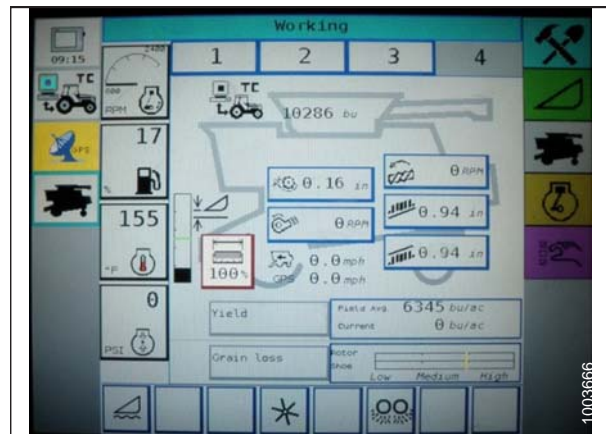 Working
09:15
2400
600
RPM
1 2 3 4
TC
TC
10286 bu
GPS
17
%
0.16 in
0 RPM
0 RPM
0.94 in
155
°F
100%
0.0 mph
0.94 in
GPS 0.0 mph
0
PSI
Yield
Field Avg. 6345 bu/ac
Current 0 bu/ac
Grain loss
Rotor
Shoe
Low Medium High
1003666